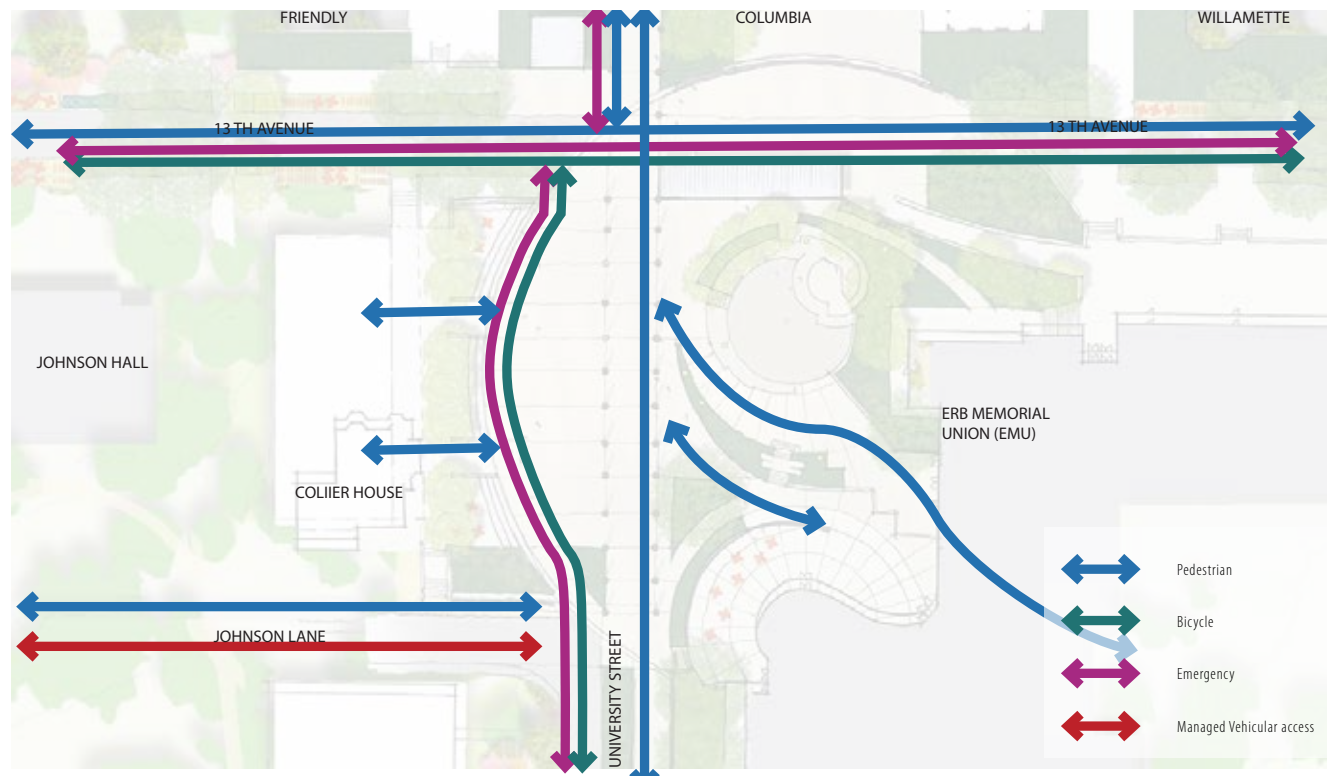 FRIENDLY
COLUMBIA
WILLAMETTE
13 TH AVENUE
13 TH AVENUE
JOHNSON HALL
ERB MEMORIAL
UNION (EMU)
COLIIER HOUSE
JOHNSON LANE
UNIVERSITY STREET
Pedestrian
Bicycle
Emergency
Managed Vehicular access